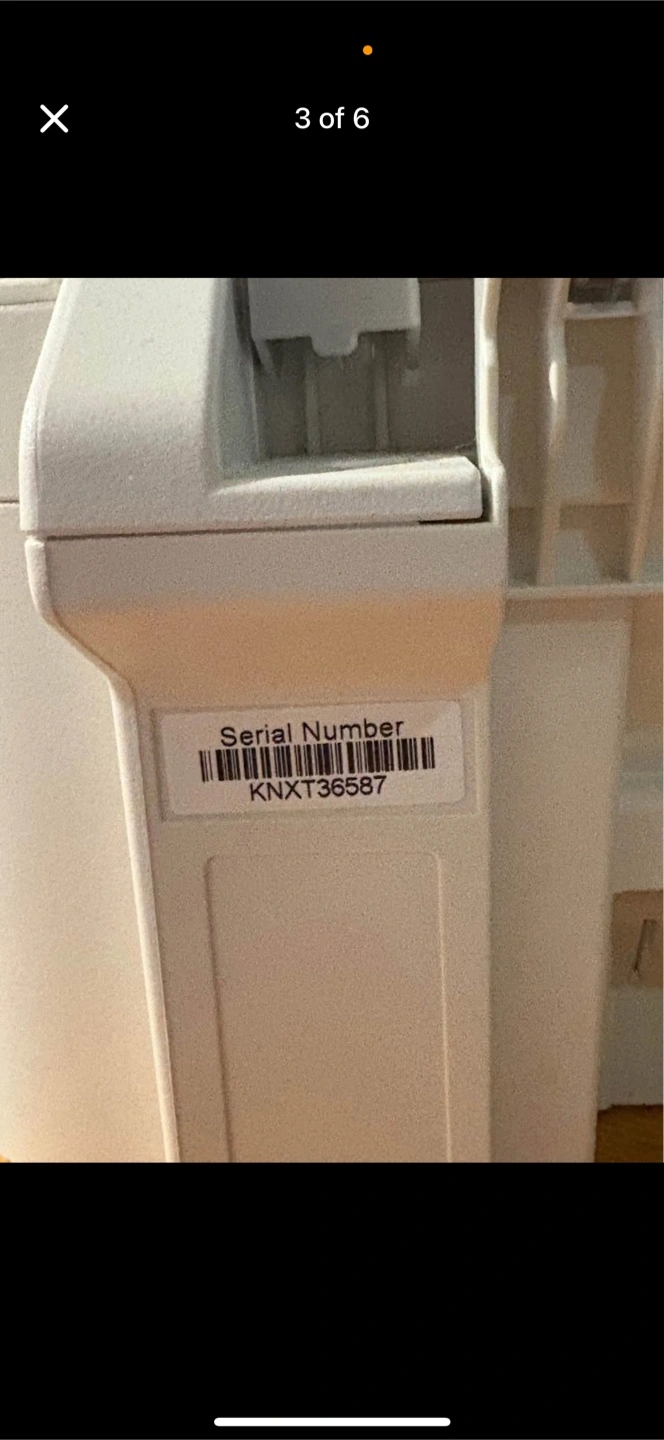 3 of 6
Serial Number
KNXT36587